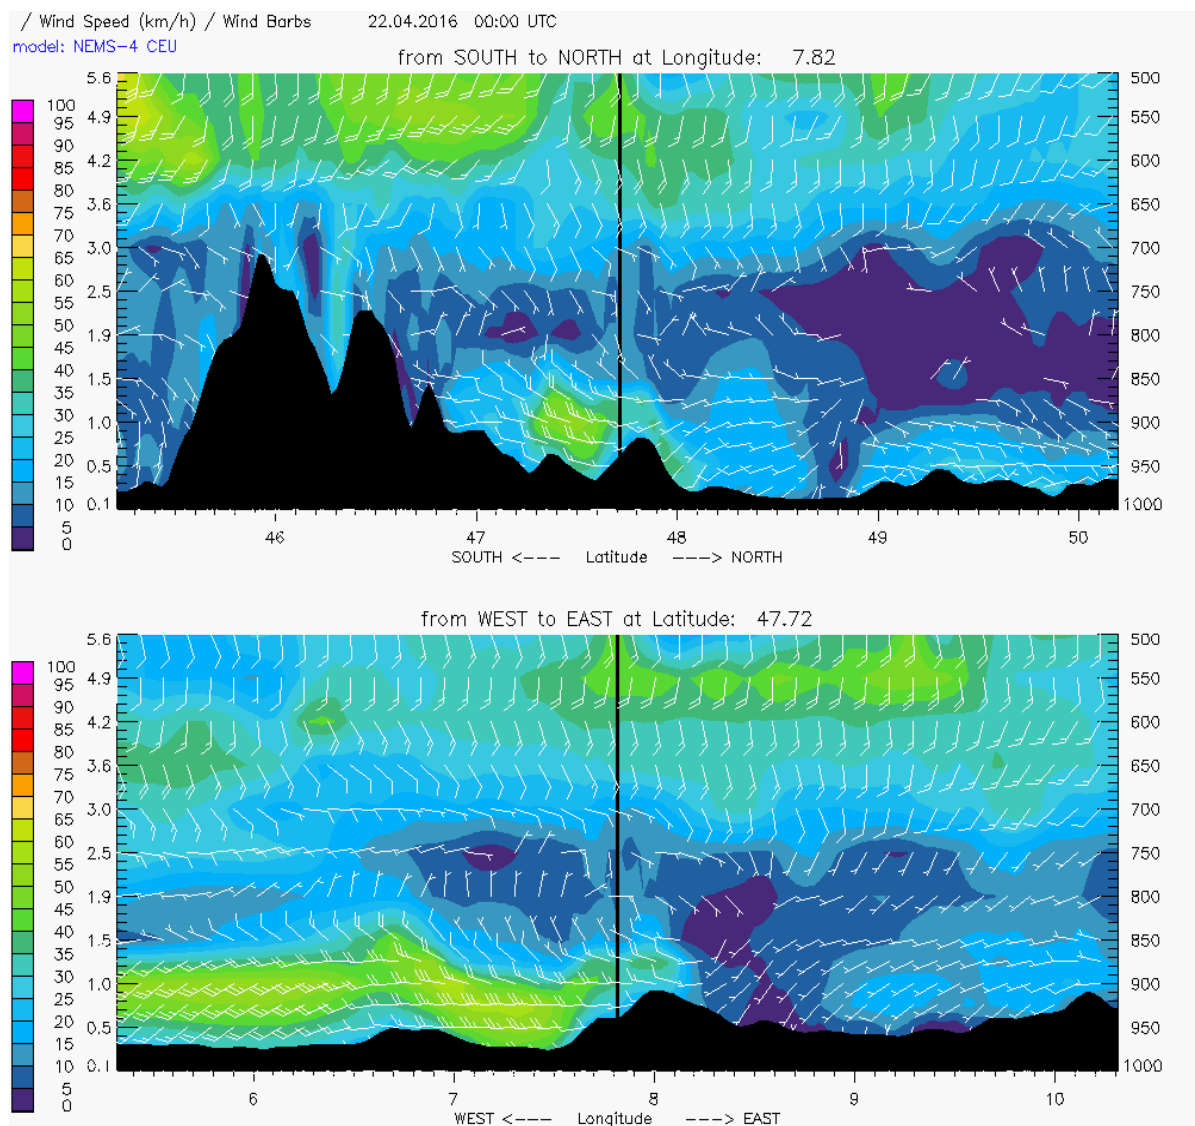 / Wind Speed (km/h) / Wind Barbs 22.04.2016 00:00 UTC
model: NEMS-4 CEU
from SOUTH to NORTH at Longitude: 7.82
5.6 500
100
95 4.9 550
90
85 4.2 600
80
75 3.6 650
70
65 3.0 700
60
55 2.5 750
50
45 1.9 800
40
35 1.5 850
30
25 1.0 900
20
15 0.5 950
10
5 0.1 1000
0
46 47 48 49 50
SOUTH <--- Latitude ---> NORTH
from WEST to EAST at Latitude: 47.72
5.6 500
100
95 4.9 550
90
85 4.2 600
80
75 3.6 650
70
65 3.0 700
60
55 2.5 750
50
45 1.9 800
40
35 1.5 850
30
25 1.0 900
20
15 0.5 950
10
5 0.1 1000
0
6 7 8 9 10
WEST <--- Longitude ---> EAST